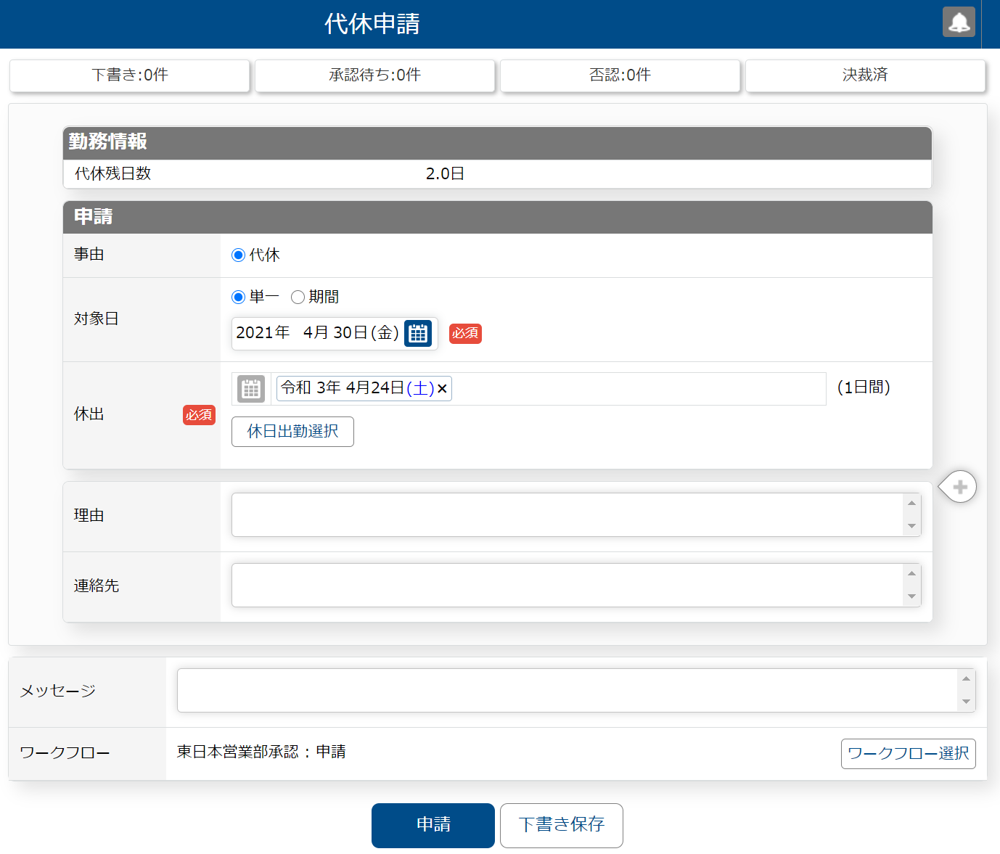 代休申請
下書き:0件 承認待ち:0件 否認:0件 決裁済
勤務情報
代休残日数 2.0日
申請
事由 代休
対象日 単一 期間
2021年 4月 30日(金) 必須
休出 必須 令和 3年 4月24日(土)× (1日間)
休日出勤選択
理由
連絡先
メッセージ
ワークフロー 東日本営業部承認：申請 ワークフロー選択
申請 下書き保存